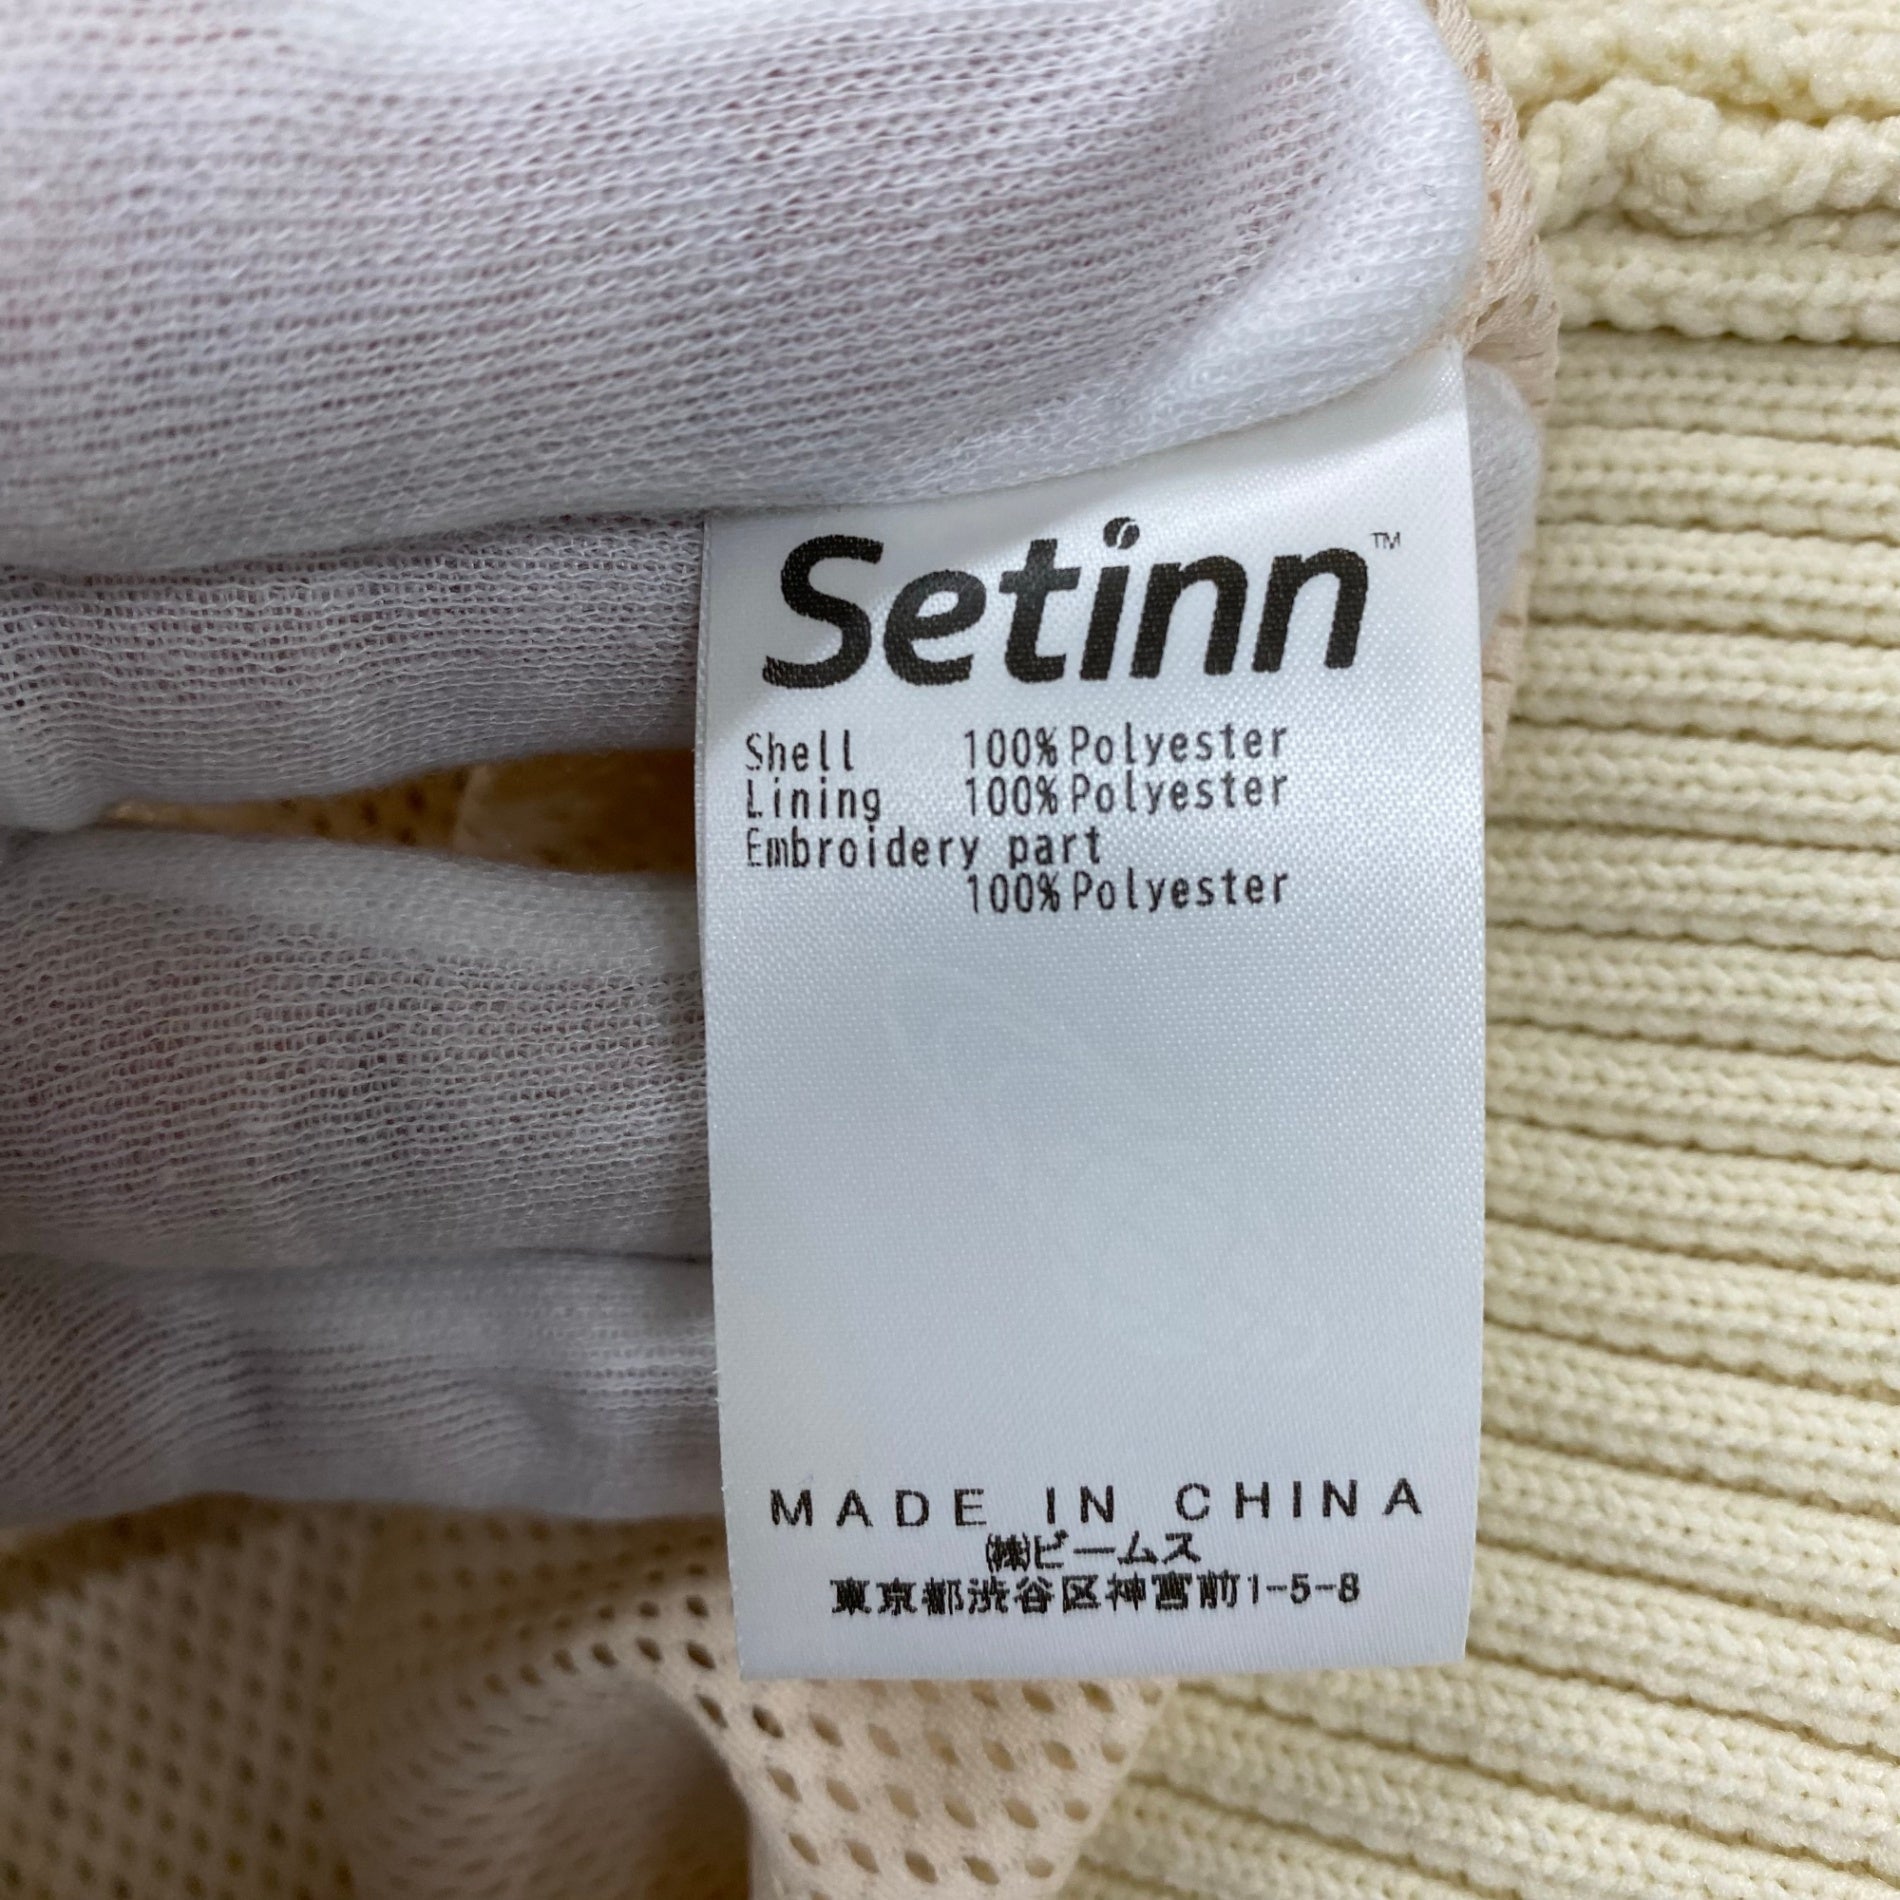 Setinn™
Shell 100% Polyester
Lining 100% Polyester
Embroidery part
100% Polyester
MADE IN CHINA
㈱ビームス
東京都渋谷区神宮前1-5-8